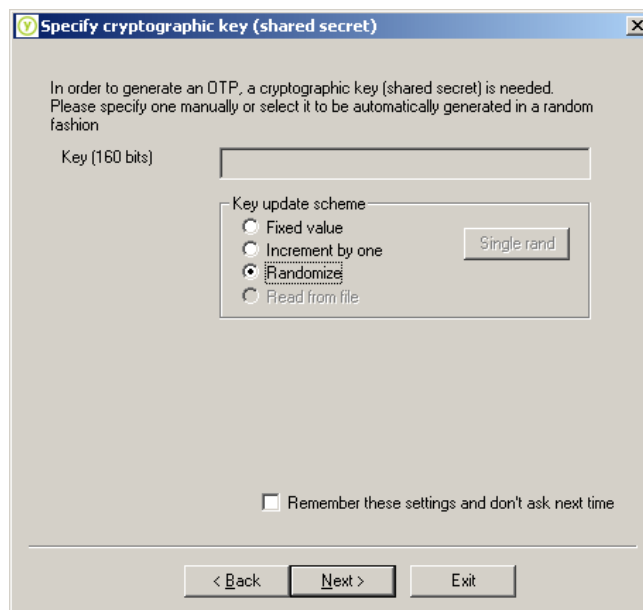 Specify cryptographic key (shared secret)
In order to generate an OTP, a cryptographic key (shared secret) is needed.
Please specify one manually or select it to be automatically generated in a random
fashion
Key (160 bits)
Key update scheme
Fixed value
Increment by one
Single rand
Randomize
Read from file
Remember these settings and don't ask next time
< Back
Next >
Exit